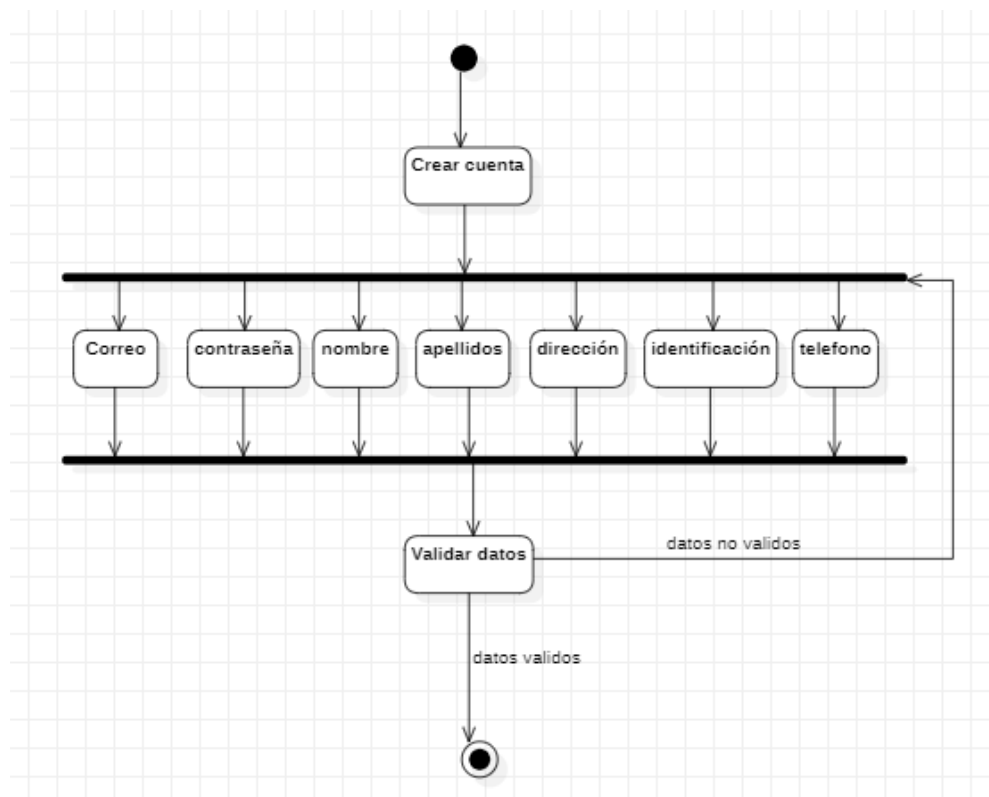 Crear cuenta
Correo
contraseña
nombre
apellidos
dirección
identificación
telefono
Validar datos
datos no validos
datos validos